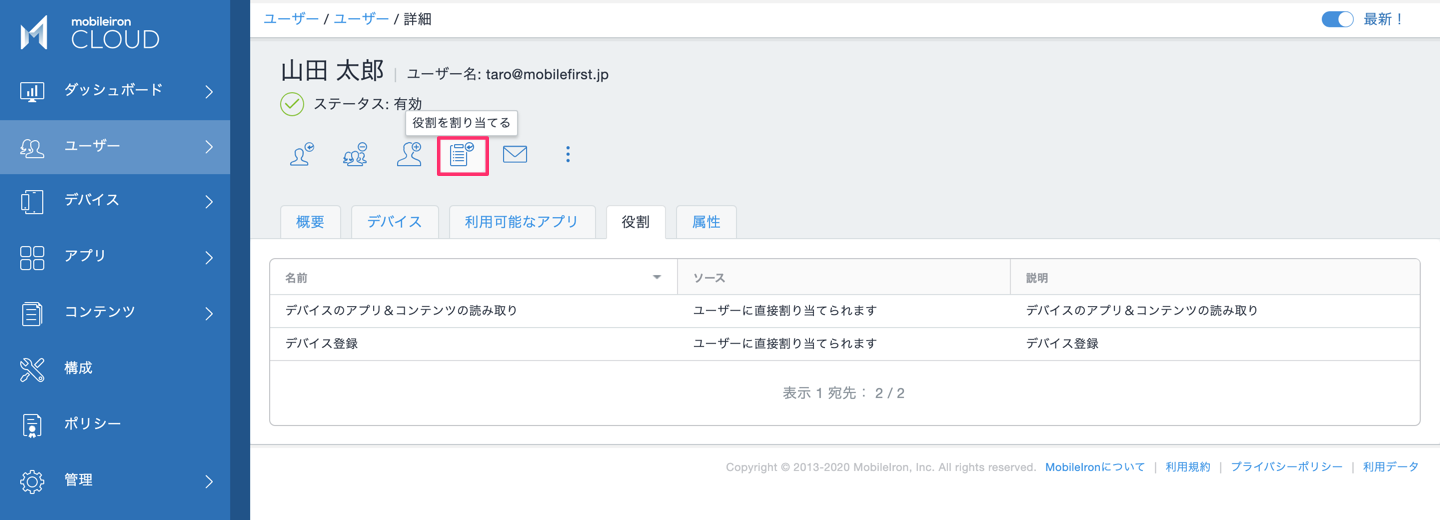 mobileiron
CLOUD
ダッシュボード
ユーザー
デバイス
アプリ
コンテンツ
構成
ポリシー
管理
ユーザー / ユーザー / 詳細
最新！
山田 太郎 | ユーザー名: taro@mobilefirst.jp
ステータス: 有効
役割を割り当てる
概要 デバイス 利用可能なアプリ 役割 属性
名前 ソース 説明
デバイスのアプリ＆コンテンツの読み取り ユーザーに直接割り当てられます デバイスのアプリ＆コンテンツの読み取り
デバイス登録 ユーザーに直接割り当てられます デバイス登録
表示 1 宛先： 2 / 2
Copyright © 2013-2020 MobileIron, Inc. All rights reserved. MobileIronについて | 利用規約 | プライバシーポリシー | 利用データ